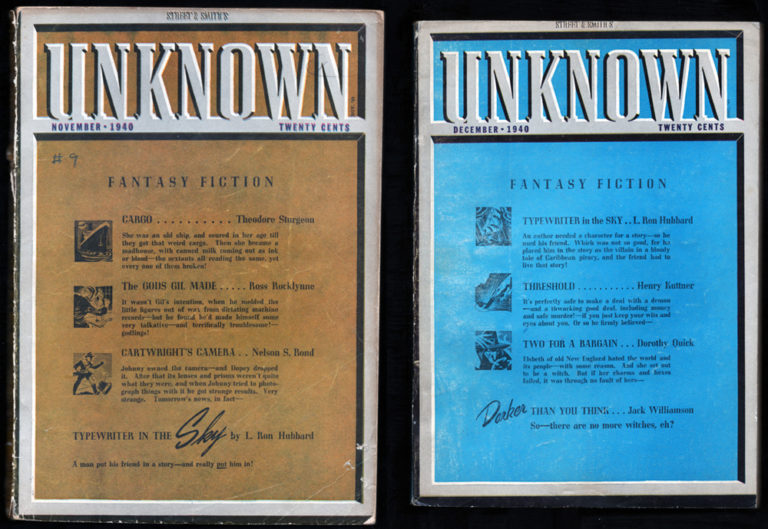 STREET & SMITH'S
UNKNOWN
NOVEMBER · 1940 TWENTY CENTS
# 9
FANTASY FICTION
CARGO . . . . . . . . . . Theodore Sturgeon
She was an old ship, and soured in her age till
they got that weird cargo. Then she became a
madhouse, with canned milk coming out as ink
or blood—the sextants all reading the same, yet
every one of them broken!
The GODS GIL MADE . . . . . Ross Rocklynne
It wasn't Gil's intention, when he molded the
little figures out of wax from dictating machine
records—but he found he'd made himself some
very talkative—and terrifically troublesome!—
godlings!
CARTWRIGHT'S CAMERA . . Nelson S. Bond
Johnny owned the camera—and Dopey dropped
it. After that its lenses and prisms weren't quite
what they were, and when Johnny tried to photo-
graph things with it he got strange results. Very
strange. Tomorrow's news, in fact—
TYPEWRITER IN THE Sky by L. Ron Hubbard
A man put his friend in a story—and really put him in!
STREET & SMITH'S
UNKNOWN
DECEMBER · 1940 TWENTY CENTS
FANTASY FICTION
TYPEWRITER in the SKY . . L. Ron Hubbard
An author needed a character for a story—so he
used his friend. Which was not so good, for he
placed him in the story as the villain in a bloody
tale of Caribbean piracy, and the friend had to
live that story!
THRESHOLD . . . . . . . . . . . Henry Kuttner
It's perfectly safe to make a deal with a demon
—and a rewarding good deal, including money
and safe murder!—if you just keep your wits and
eyes about you. Or so he firmly believed—
TWO FOR A BARGAIN . . . Dorothy Quick
Elsbeth of old New England hated the world and
its people—with some reason. And she set out
to be a witch. But if her charms and hexes
failed, it was through no fault of hers—
Darker THAN YOU THINK . . . Jack Williamson
So—there are no more witches, eh?